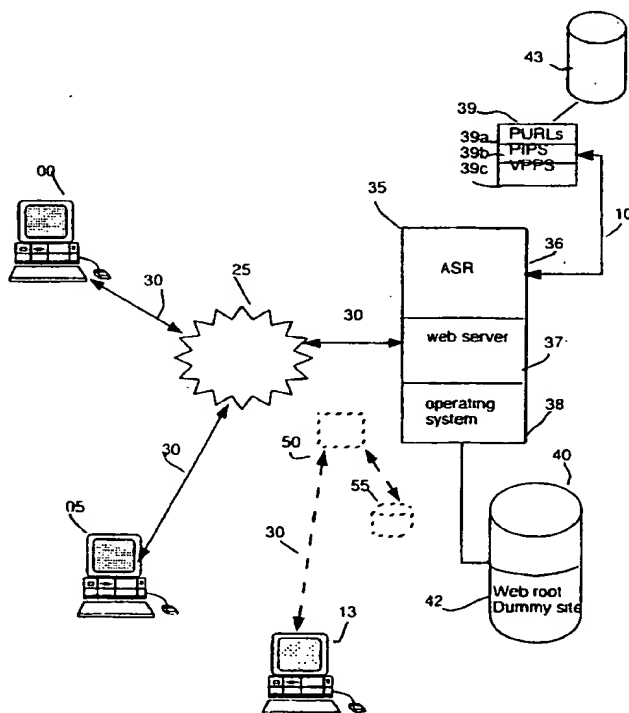 43
39
39a PURLs
39b PIPS
39c VPPS
00
35
36
10
ASR
30
25
30
web server
37
operating
system
38
50
40
30
55
05
30
42
Web root
Dummy site
13